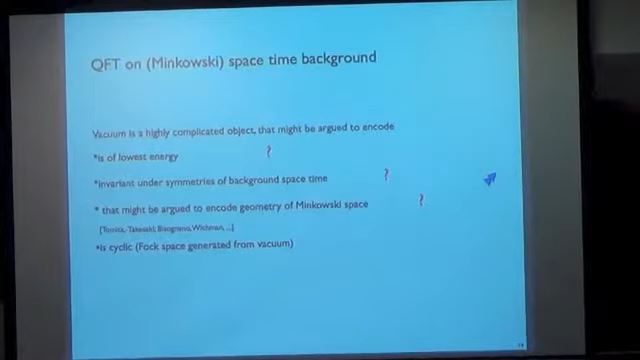 QFT on (Minkowski) space time background
Vacuum is a highly complicated object, that might be argued to encode
*is of lowest energy ?
*invariant under symmetries of background space time ?
* that might be argued to encode geometry of Minkowski space ?
[Tomita,-Takesaki, Bisognano, Wichman, ...]
*is cyclic (Fock space generated from vacuum)